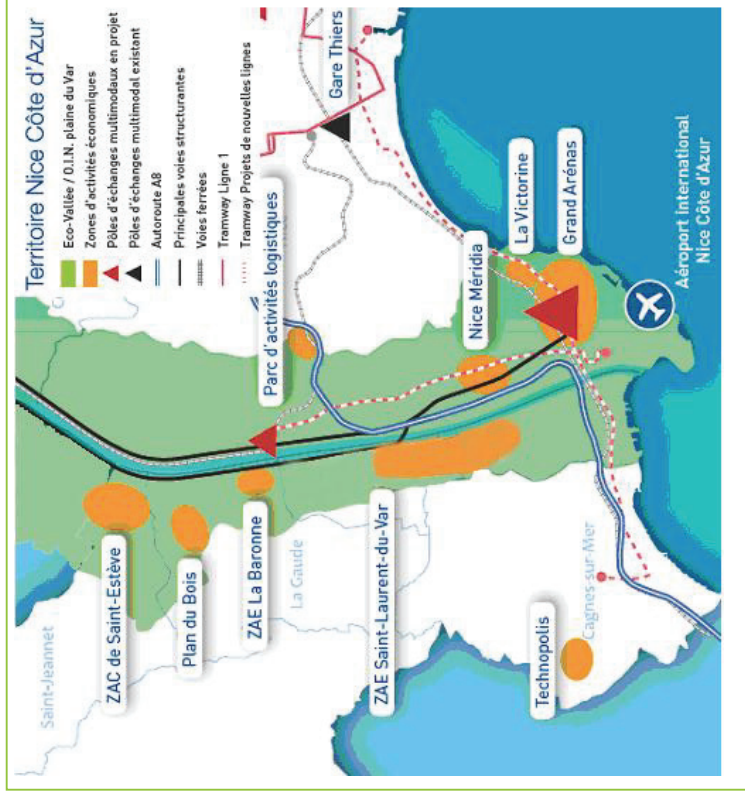 Territoire Nice Côte d'Azur
Eco-Vallée / O.I.N. plaine du Var
Zones d'activités économiques
Pôles d'échanges multimodaux en projet
Pôles d'échanges multimodal existant
Autoroute A8
Principales voies structurantes
Voies ferrées
Tramway Ligne 1
Tramway Projets de nouvelles lignes
Saint-Jeannet
ZAC de Saint-Estève
Plan du Bois
ZAE La Baronne
La Gaude
ZAE Saint-Laurent-du-Var
Technopolis
Cagnes-sur-Mer
Parc d'activités logistiques
Gare Thiers
Nice Méridia
La Victorine
Grand Arénas
Aéroport international
Nice Côte d'Azur